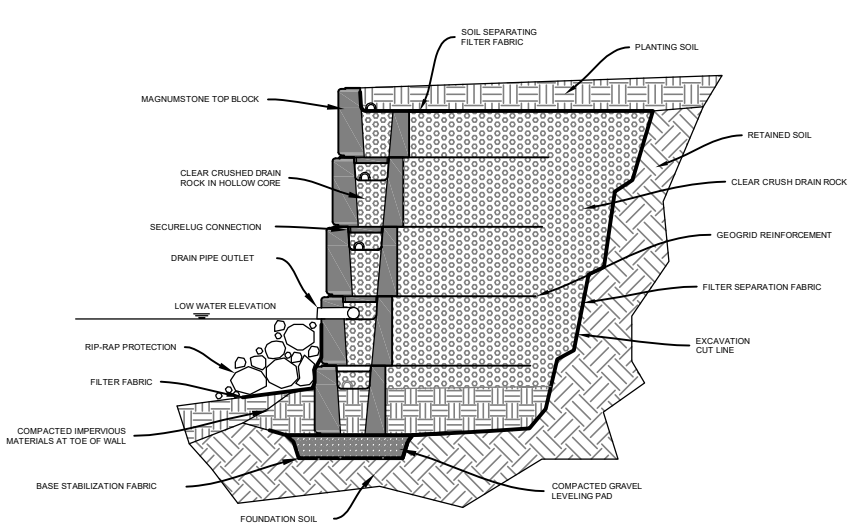 SOIL SEPARATING
FILTER FABRIC
PLANTING SOIL
MAGNUMSTONE TOP BLOCK
RETAINED SOIL
CLEAR CRUSHED DRAIN
ROCK IN HOLLOW CORE
CLEAR CRUSH DRAIN ROCK
SECURELUG CONNECTION
GEOGRID REINFORCEMENT
DRAIN PIPE OUTLET
FILTER SEPARATION FABRIC
LOW WATER ELEVATION
EXCAVATION
CUT LINE
RIP-RAP PROTECTION
FILTER FABRIC
COMPACTED IMPERVIOUS
MATERIALS AT TOE OF WALL
BASE STABILIZATION FABRIC
COMPACTED GRAVEL
LEVELING PAD
FOUNDATION SOIL